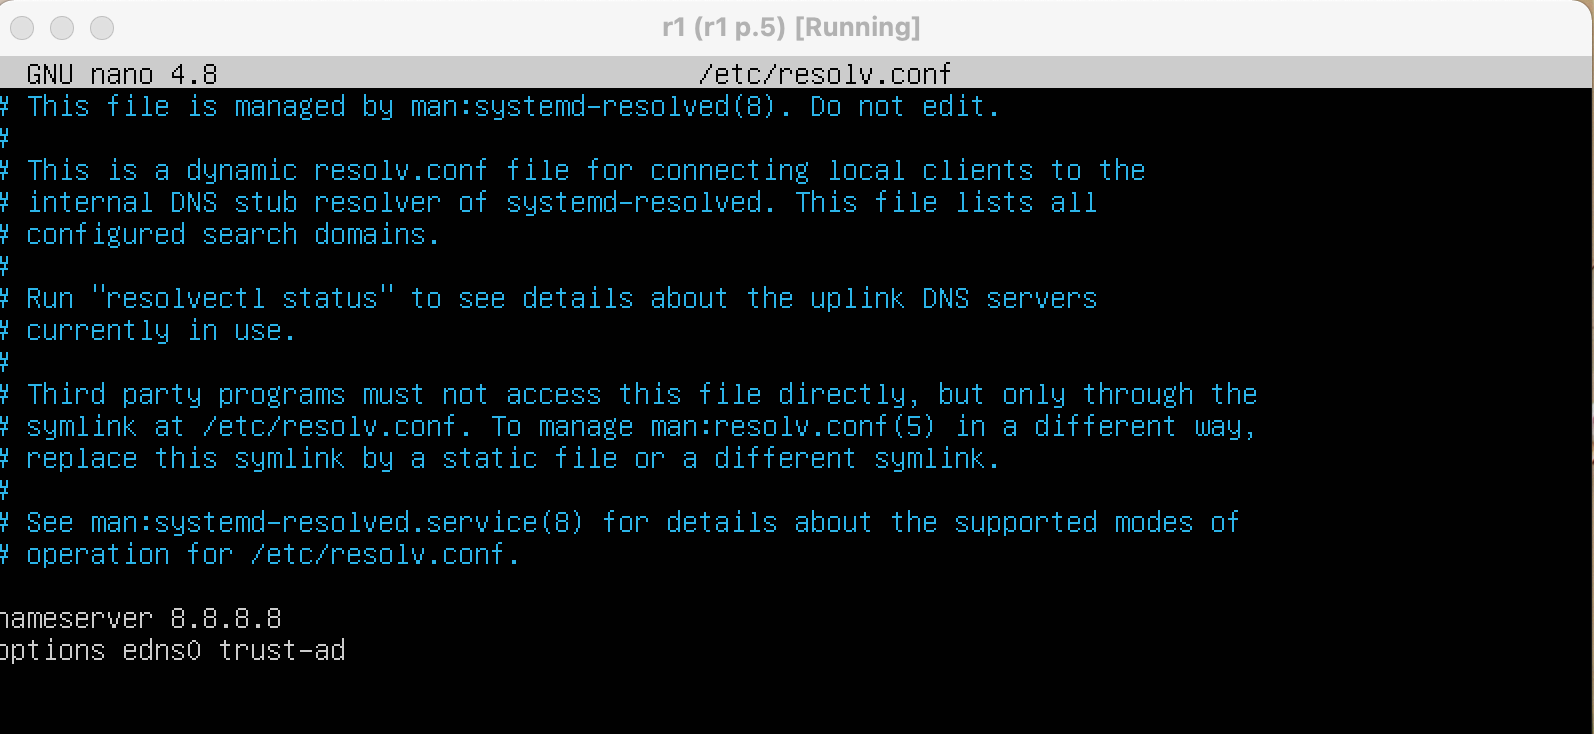 r1 (r1 p.5) [Running]
GNU nano 4.8 /etc/resolv.conf
# This file is managed by man:systemd-resolved(8). Do not edit.
#
# This is a dynamic resolv.conf file for connecting local clients to the
# internal DNS stub resolver of systemd-resolved. This file lists all
# configured search domains.
#
# Run "resolvectl status" to see details about the uplink DNS servers
# currently in use.
#
# Third party programs must not access this file directly, but only through the
# symlink at /etc/resolv.conf. To manage man:resolv.conf(5) in a different way,
# replace this symlink by a static file or a different symlink.
#
# See man:systemd-resolved.service(8) for details about the supported modes of
# operation for /etc/resolv.conf.
nameserver 8.8.8.8
options edns0 trust-ad